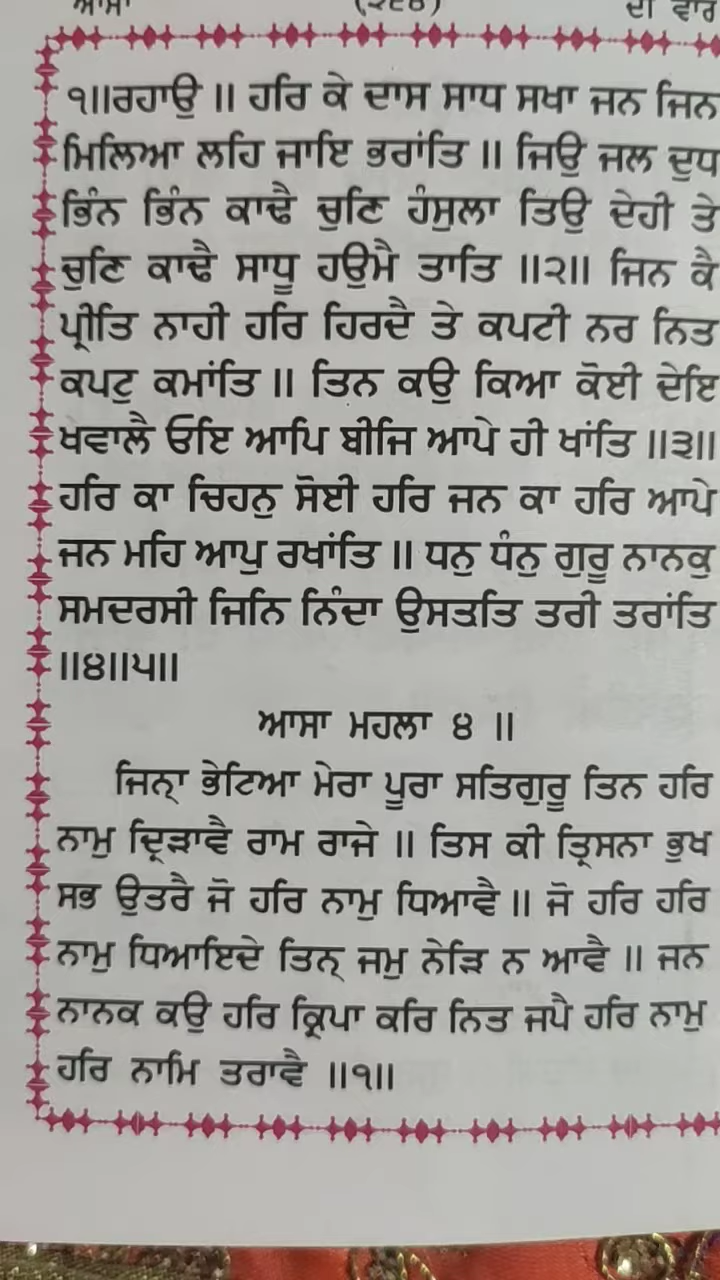 ਆਸਾ ਦੀ ਵਾਰ
੧॥ਰਹਾਉ ॥ ਹਰਿ ਕੇ ਦਾਸ ਸਾਧ ਸਖਾ ਜਨ ਜਿਨ
ਮਿਲਿਆ ਲਹਿ ਜਾਇ ਭਰਾਂਤਿ ॥ ਜਿਉ ਜਲ ਦੁਧ
ਭਿੰਨ ਭਿੰਨ ਕਾਢੈ ਚੁਣਿ ਹੰਸੁਲਾ ਤਿਉ ਦੇਹੀ ਤੇ
ਚੁਣਿ ਕਾਢੈ ਸਾਧੂ ਹਉਮੈ ਤਾਤਿ ॥੨॥ ਜਿਨ ਕੈ
ਪ੍ਰੀਤਿ ਨਾਹੀ ਹਰਿ ਹਿਰਦੈ ਤੇ ਕਪਟੀ ਨਰ ਨਿਤ
ਕਪਟੁ ਕਮਾਂਤਿ ॥ ਤਿਨ ਕਉ ਕਿਆ ਕੋਈ ਦੇਇ
ਖਵਾਲੈ ਓਇ ਆਪਿ ਬੀਜਿ ਆਪੇ ਹੀ ਖਾਂਤਿ ॥੩॥
ਹਰਿ ਕਾ ਚਿਹਨੁ ਸੋਈ ਹਰਿ ਜਨ ਕਾ ਹਰਿ ਆਪੇ
ਜਨ ਮਹਿ ਆਪੁ ਰਖਾਂਤਿ ॥ ਧਨੁ ਧੰਨੁ ਗੁਰੂ ਨਾਨਕੁ
ਸਮਦਰਸੀ ਜਿਨਿ ਨਿੰਦਾ ਉਸਤਤਿ ਤਰੀ ਤਰਾਂਤਿ
॥੪॥੫॥
ਆਸਾ ਮਹਲਾ ੪ ॥
ਜਿਨ੍ਹਾ ਭੇਟਿਆ ਮੇਰਾ ਪੂਰਾ ਸਤਿਗੁਰੂ ਤਿਨ ਹਰਿ
ਨਾਮੁ ਦ੍ਰਿੜਾਵੈ ਰਾਮ ਰਾਜੇ ॥ ਤਿਸ ਕੀ ਤ੍ਰਿਸਨਾ ਭੁਖ
ਸਭ ਉਤਰੈ ਜੋ ਹਰਿ ਨਾਮੁ ਧਿਆਵੈ ॥ ਜੋ ਹਰਿ ਹਰਿ
ਨਾਮੁ ਧਿਆਇਦੇ ਤਿਨ੍ ਜਮੁ ਨੇੜਿ ਨ ਆਵੈ ॥ ਜਨ
ਨਾਨਕ ਕਉ ਹਰਿ ਕ੍ਰਿਪਾ ਕਰਿ ਨਿਤ ਜਪੈ ਹਰਿ ਨਾਮੁ
ਹਰਿ ਨਾਮਿ ਤਰਾਵੈ ॥੧॥